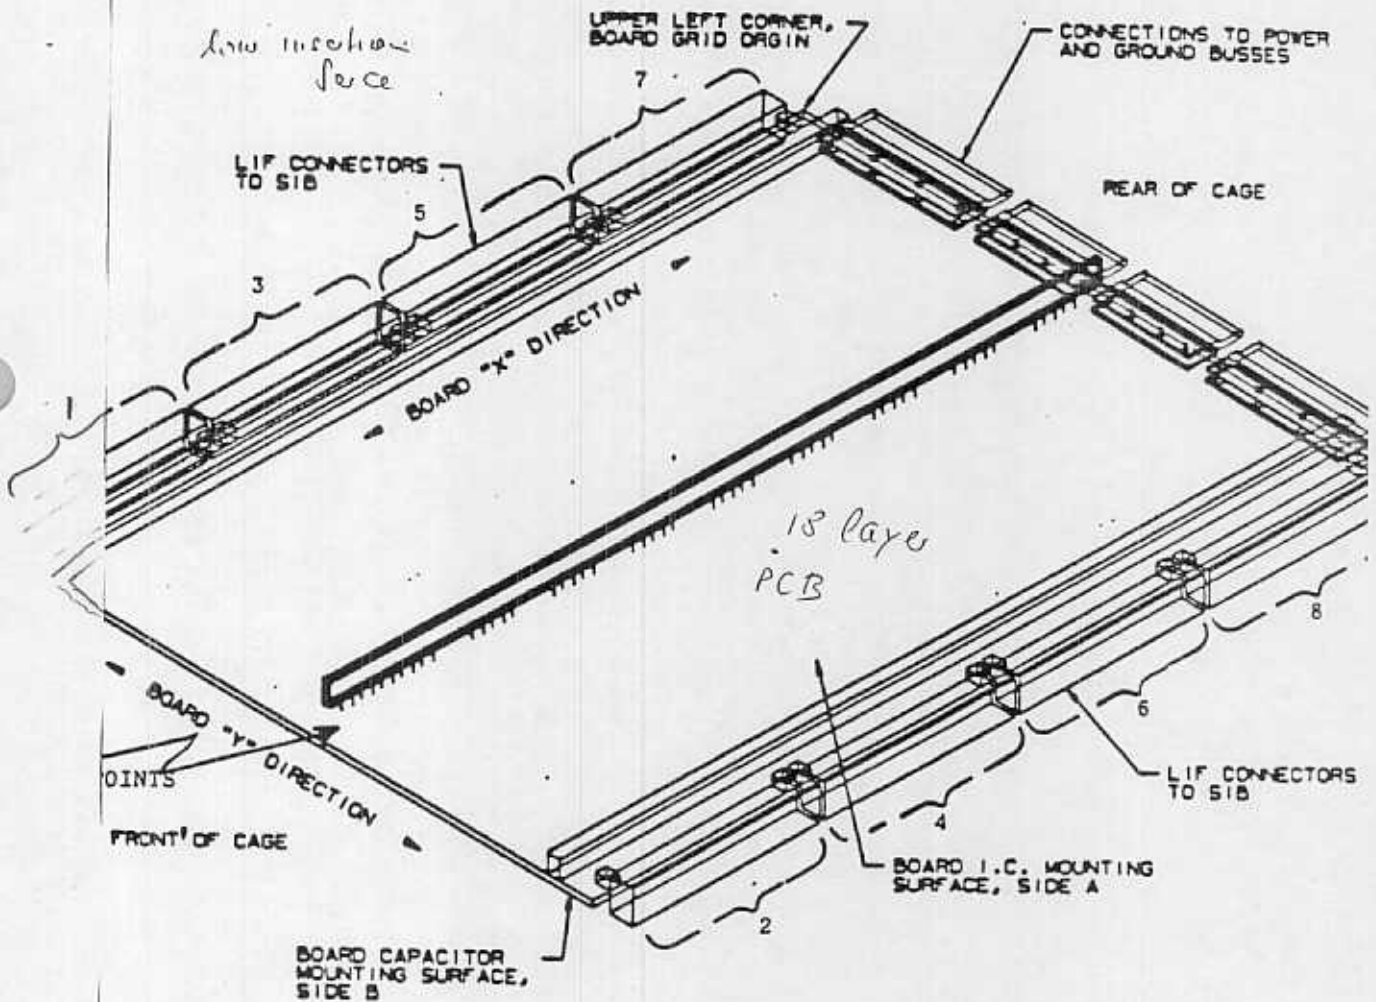 low insertion
force
UPPER LEFT CORNER,
BOARD GRID ORGIN
CONNECTIONS TO POWER
AND GROUND BUSSES
7
LIF CONNECTORS
TO SIB
REAR OF CAGE
5
3
BOARD "X" DIRECTION
1
18 layer
PCB
8
6
BOARD "Y" DIRECTION
OINTS
LIF CONNECTORS
TO SIB
4
FRONT OF CAGE
BOARD I.C. MOUNTING
SURFACE, SIDE A
2
BOARD CAPACITOR
MOUNTING SURFACE,
SIDE B